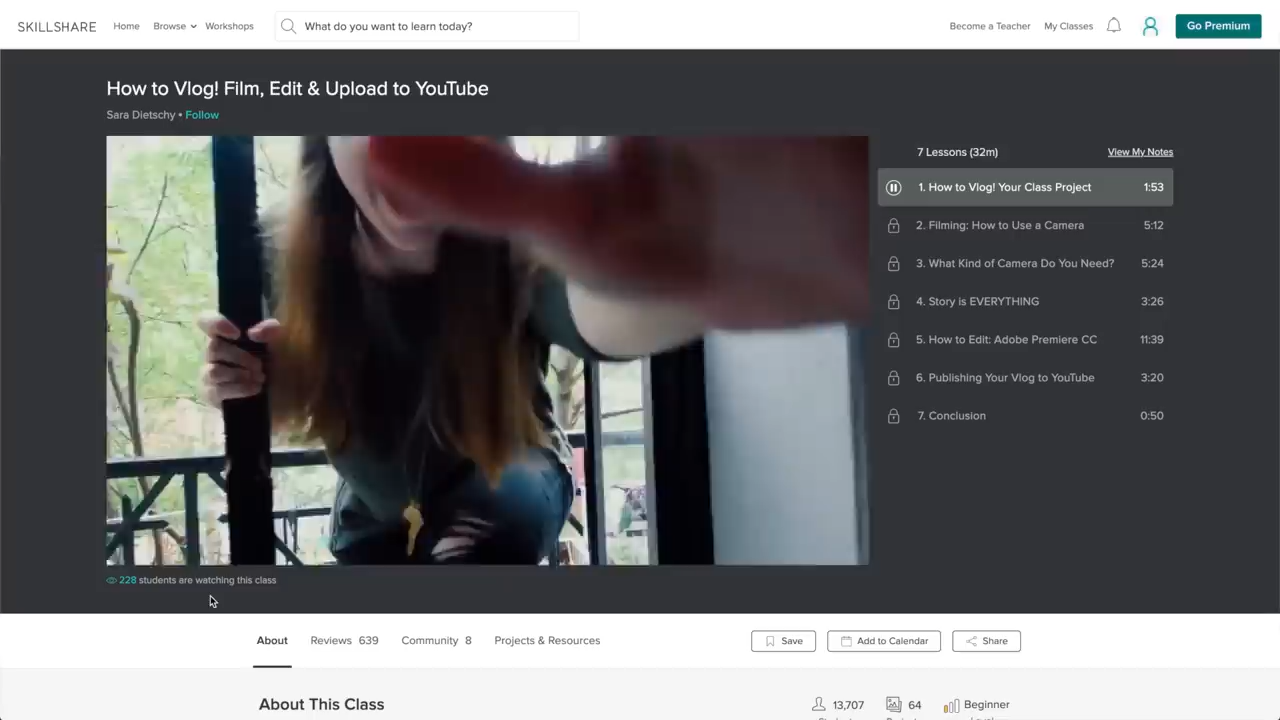 SKILLSHARE Home Browse Workshops What do you want to learn today? Become a Teacher My Classes Go Premium
How to Vlog! Film, Edit & Upload to YouTube
Sara Dietschy • Follow
7 Lessons (32m) View My Notes
1. How to Vlog! Your Class Project 1:53
2. Filming: How to Use a Camera 5:12
3. What Kind of Camera Do You Need? 5:24
4. Story is EVERYTHING 3:26
5. How to Edit: Adobe Premiere CC 11:39
6. Publishing Your Vlog to YouTube 3:20
7. Conclusion 0:50
228 students are watching this class
About Reviews 639 Community 8 Projects & Resources Save Add to Calendar Share
About This Class 13,707 64 Beginner